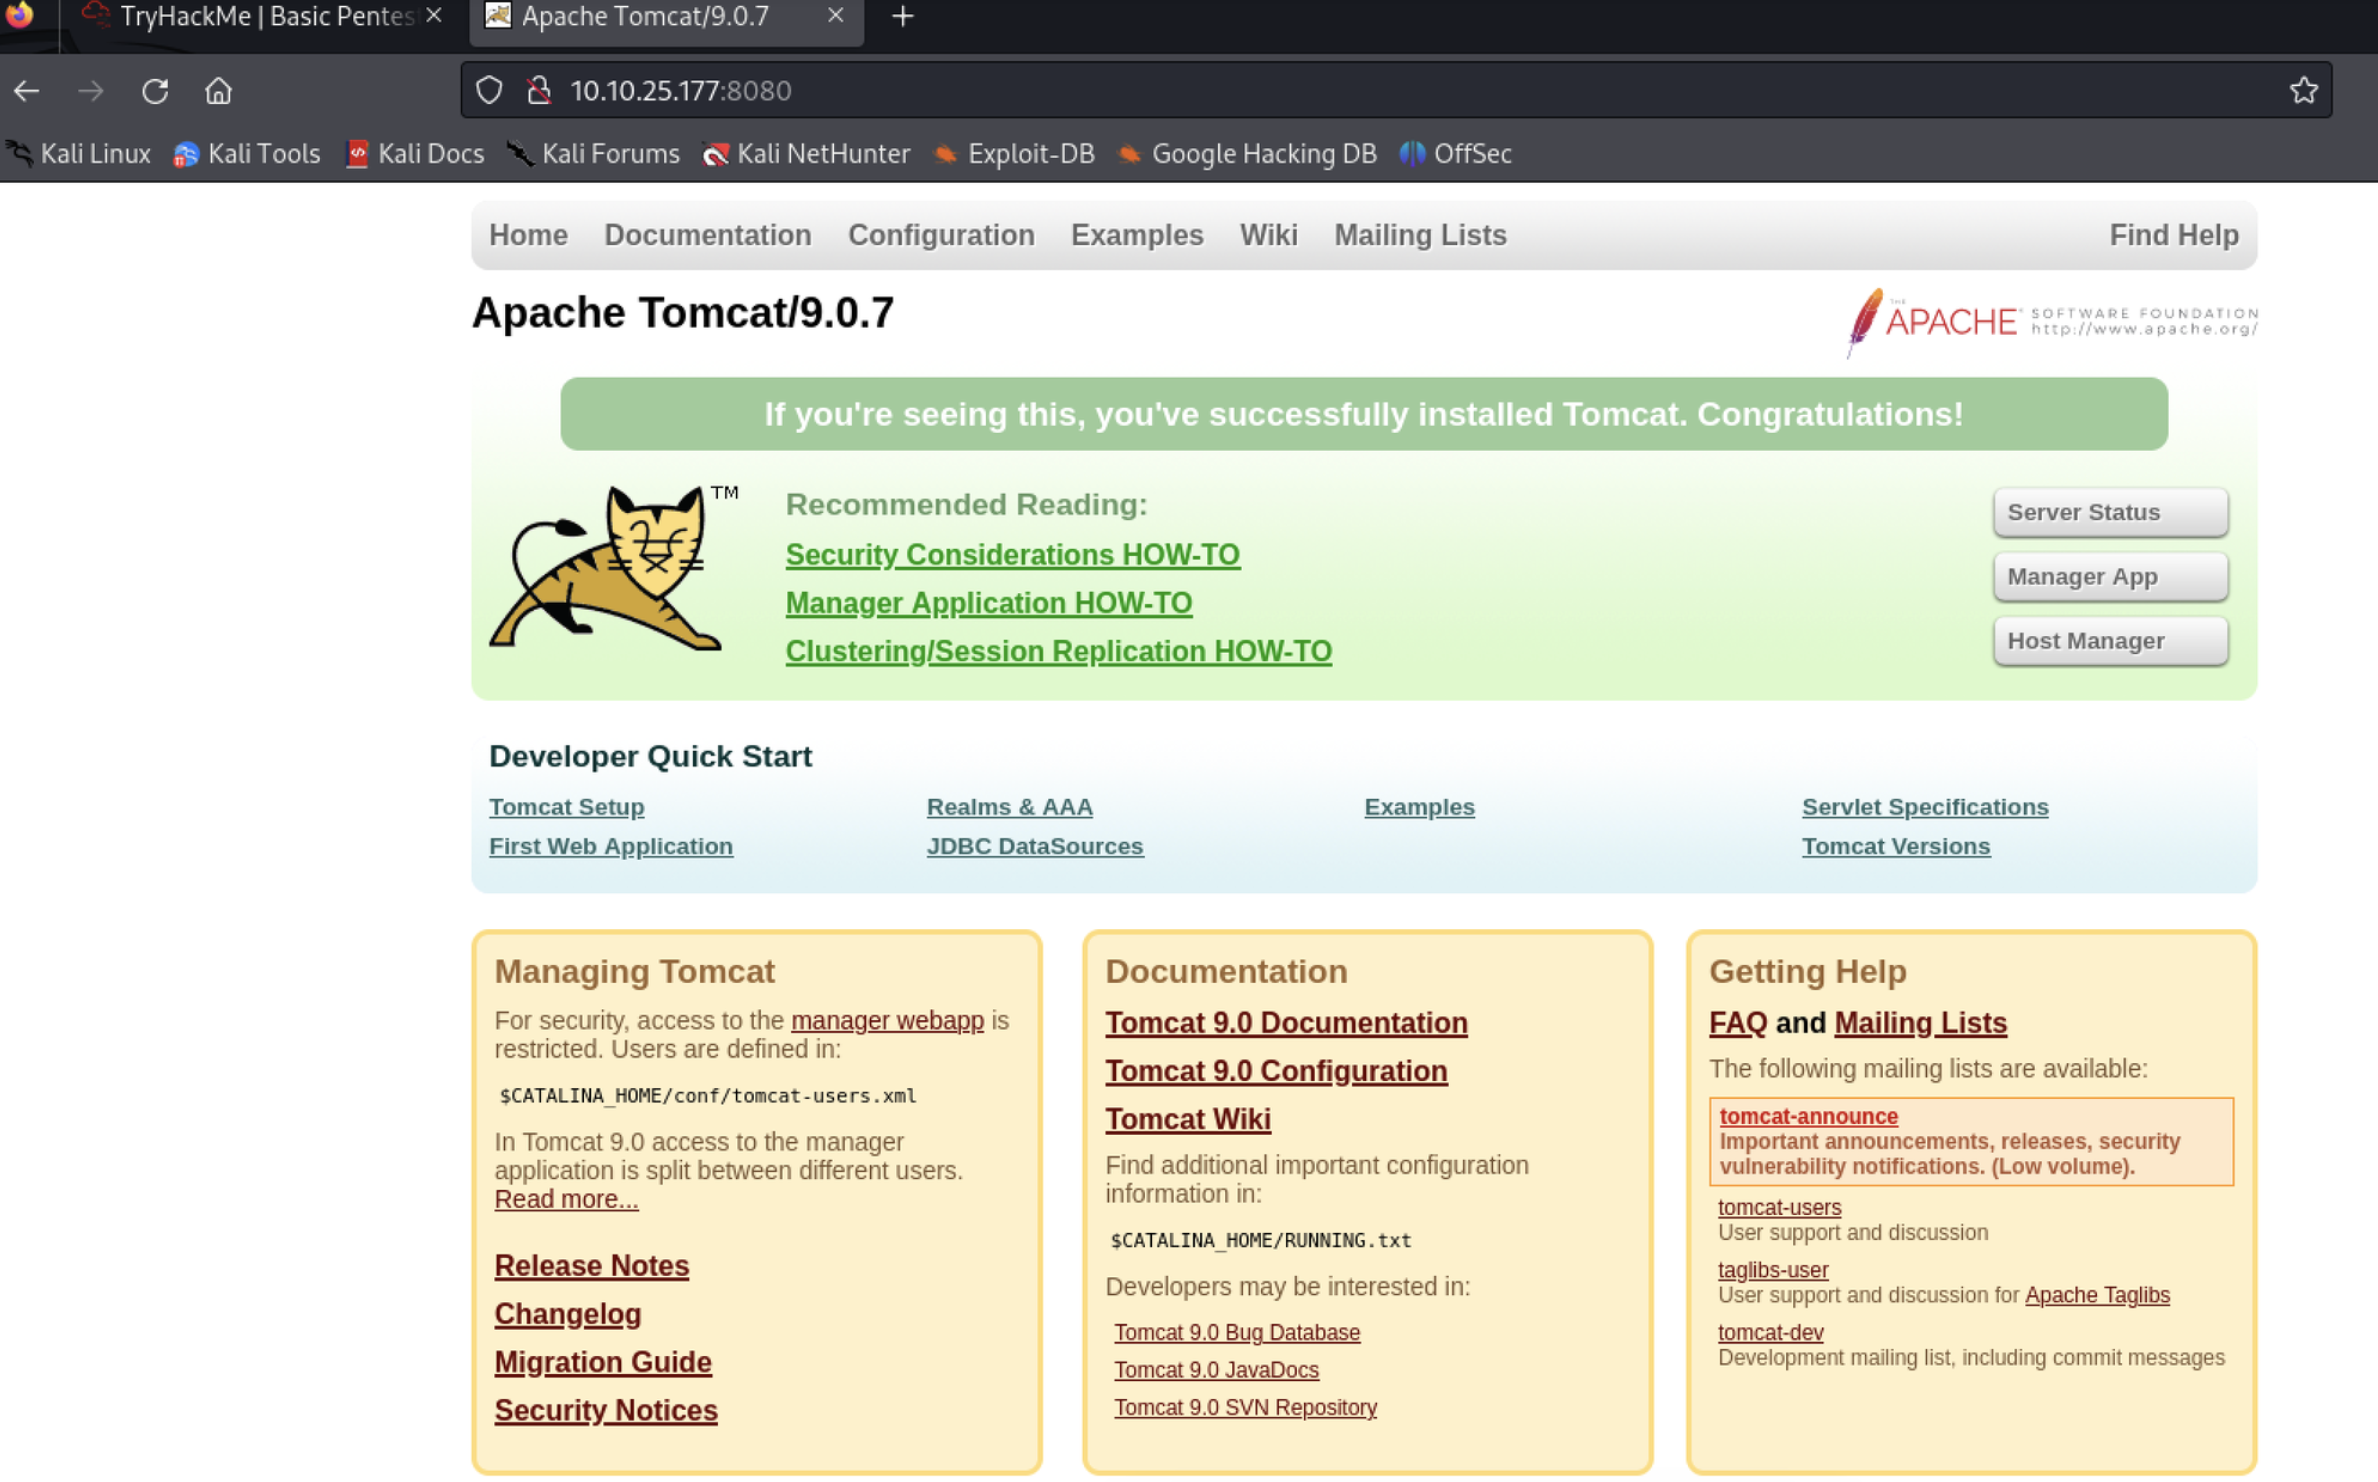 TryHackMe | Basic Pentes
Apache Tomcat/9.0.7
10.10.25.177:8080
Kali Linux Kali Tools Kali Docs Kali Forums Kali NetHunter Exploit-DB Google Hacking DB OffSec
Home Documentation Configuration Examples Wiki Mailing Lists Find Help
Apache Tomcat/9.0.7
THE APACHE SOFTWARE FOUNDATION
http://www.apache.org/
If you're seeing this, you've successfully installed Tomcat. Congratulations!
TM
Recommended Reading:
Security Considerations HOW-TO
Manager Application HOW-TO
Clustering/Session Replication HOW-TO
Server Status
Manager App
Host Manager
Developer Quick Start
Tomcat Setup
First Web Application
Realms & AAA
JDBC DataSources
Examples
Servlet Specifications
Tomcat Versions
Managing Tomcat
For security, access to the manager webapp is
restricted. Users are defined in:
$CATALINA_HOME/conf/tomcat-users.xml
In Tomcat 9.0 access to the manager
application is split between different users.
Read more...
Release Notes
Changelog
Migration Guide
Security Notices
Documentation
Tomcat 9.0 Documentation
Tomcat 9.0 Configuration
Tomcat Wiki
Find additional important configuration
information in:
$CATALINA_HOME/RUNNING.txt
Developers may be interested in:
Tomcat 9.0 Bug Database
Tomcat 9.0 JavaDocs
Tomcat 9.0 SVN Repository
Getting Help
FAQ and Mailing Lists
The following mailing lists are available:
tomcat-announce
Important announcements, releases, security
vulnerability notifications. (Low volume).
tomcat-users
User support and discussion
taglibs-user
User support and discussion for Apache Taglibs
tomcat-dev
Development mailing list, including commit messages